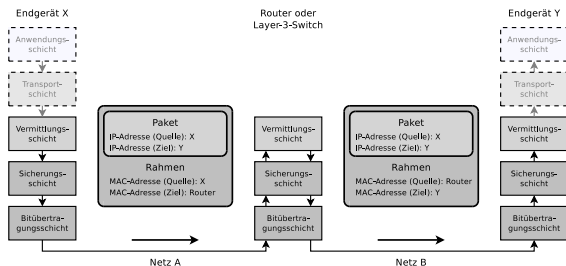 Endgerät X
Router oder
Layer-3-Switch
Endgerät Y
Anwendungs-
schicht
Transport-
schicht
Vermittlungs-
schicht
Sicherungs-
schicht
Bitübertra-
gungsschicht
Paket
IP-Adresse (Quelle): X
IP-Adresse (Ziel): Y
Rahmen
MAC-Adresse (Quelle): X
MAC-Adresse (Ziel): Router
Vermittlungs-
schicht
Sicherungs-
schicht
Bitübertra-
gungsschicht
Paket
IP-Adresse (Quelle): X
IP-Adresse (Ziel): Y
Rahmen
MAC-Adresse (Quelle): Router
MAC-Adresse (Ziel): Y
Anwendungs-
schicht
Transport-
schicht
Vermittlungs-
schicht
Sicherungs-
schicht
Bitübertra-
gungsschicht
Netz A
Netz B